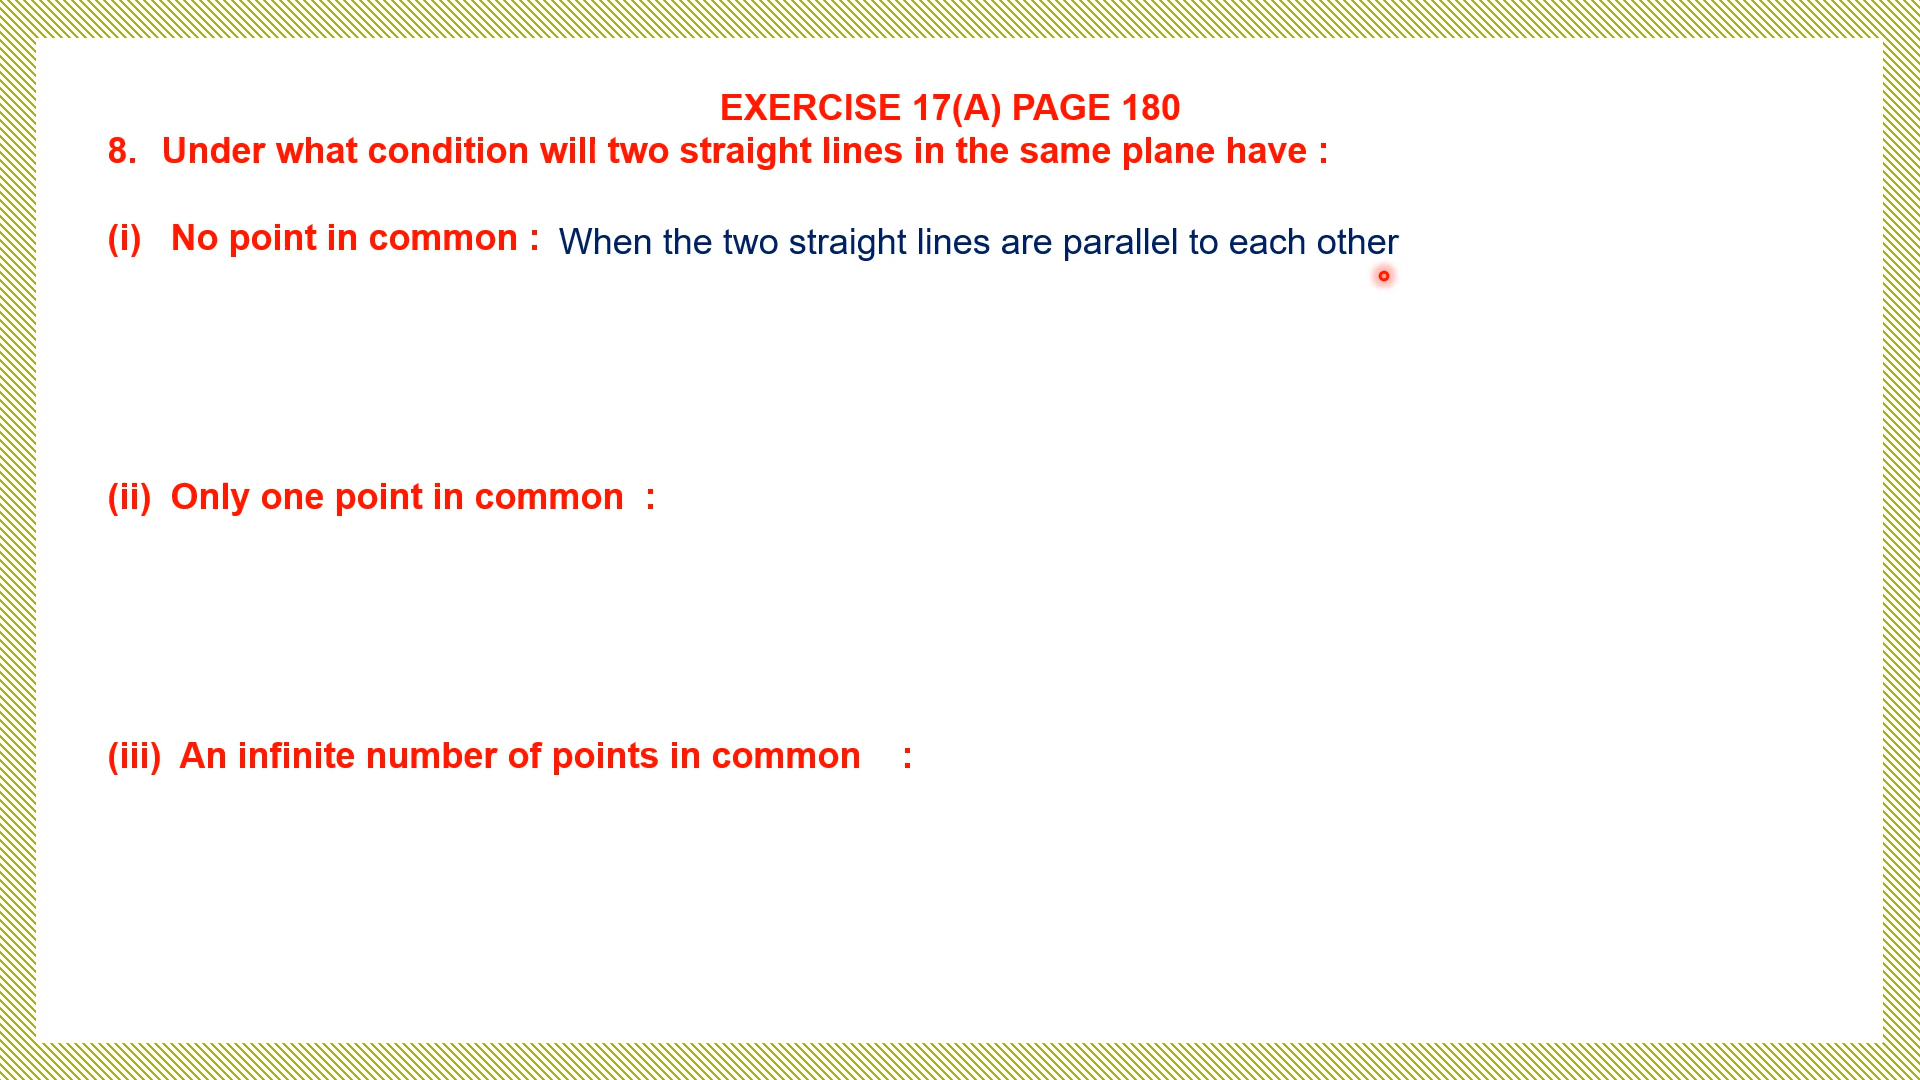 EXERCISE 17(A) PAGE 180
8. Under what condition will two straight lines in the same plane have :
(i) No point in common : When the two straight lines are parallel to each other
(ii) Only one point in common :
(iii) An infinite number of points in common :